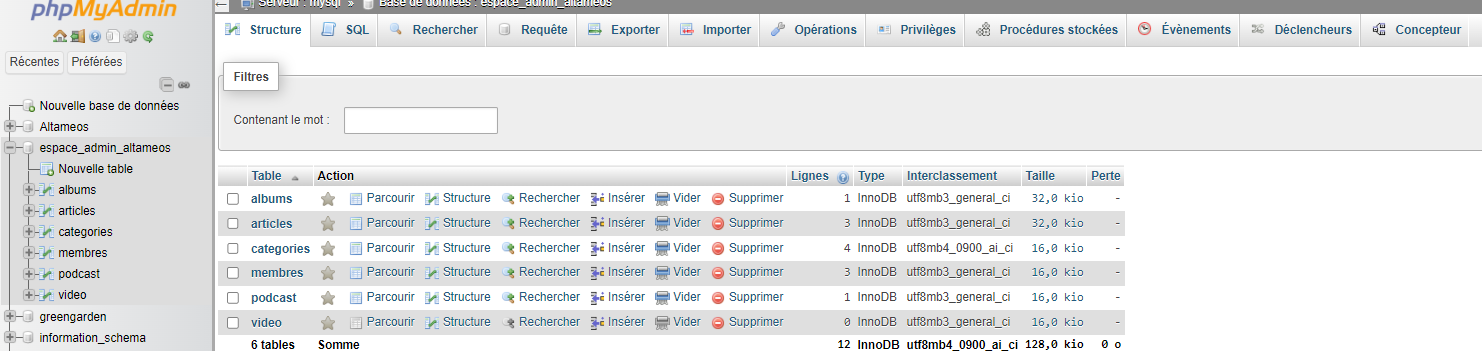 phpMyAdmin
Récentes Préférées
Nouvelle base de données
Altameos
espace_admin_altameos
Nouvelle table
albums
articles
categories
membres
podcast
video
greengarden
information_schema
Serveur : mysql » Base de données : espace_admin_altameos
Structure SQL Rechercher Requête Exporter Importer Opérations Privilèges Procédures stockées Évènements Déclencheurs Concepteur
Filtres
Contenant le mot :
Table Action Lignes Type Interclassement Taille Perte
albums Parcourir Structure Rechercher Insérer Vider Supprimer 1 InnoDB utf8mb3_general_ci 32,0 kio -
articles Parcourir Structure Rechercher Insérer Vider Supprimer 3 InnoDB utf8mb3_general_ci 32,0 kio -
categories Parcourir Structure Rechercher Insérer Vider Supprimer 4 InnoDB utf8mb4_0900_ai_ci 16,0 kio -
membres Parcourir Structure Rechercher Insérer Vider Supprimer 3 InnoDB utf8mb3_general_ci 16,0 kio -
podcast Parcourir Structure Rechercher Insérer Vider Supprimer 1 InnoDB utf8mb3_general_ci 16,0 kio -
video Parcourir Structure Rechercher Insérer Vider Supprimer 0 InnoDB utf8mb3_general_ci 16,0 kio -
6 tables Somme 12 InnoDB utf8mb4_0900_ai_ci 128,0 kio 0 o